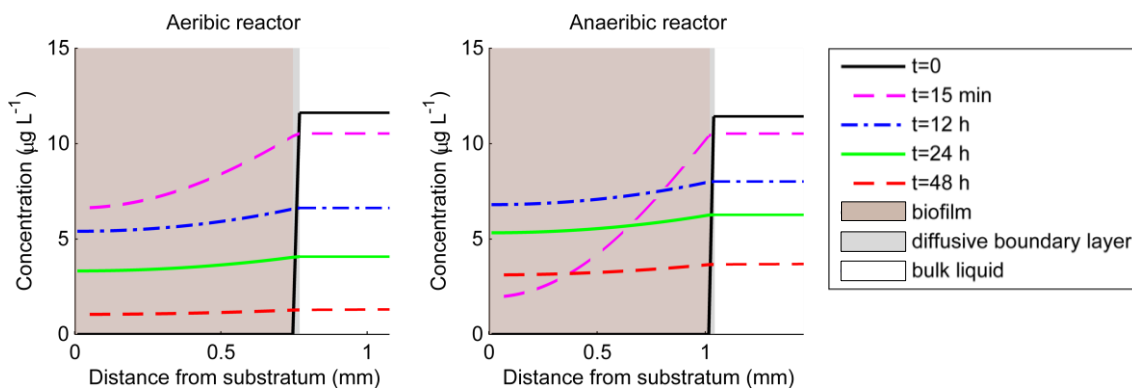 Aeribic reactor
Concentration (µg L⁻¹)
15
10
5
0
0
0.5
1
Distance from substratum (mm)
Anaeribic reactor
Concentration (µg L⁻¹)
15
10
5
0
0
0.5
1
Distance from substratum (mm)
t=0
t=15 min
t=12 h
t=24 h
t=48 h
biofilm
diffusive boundary layer
bulk liquid